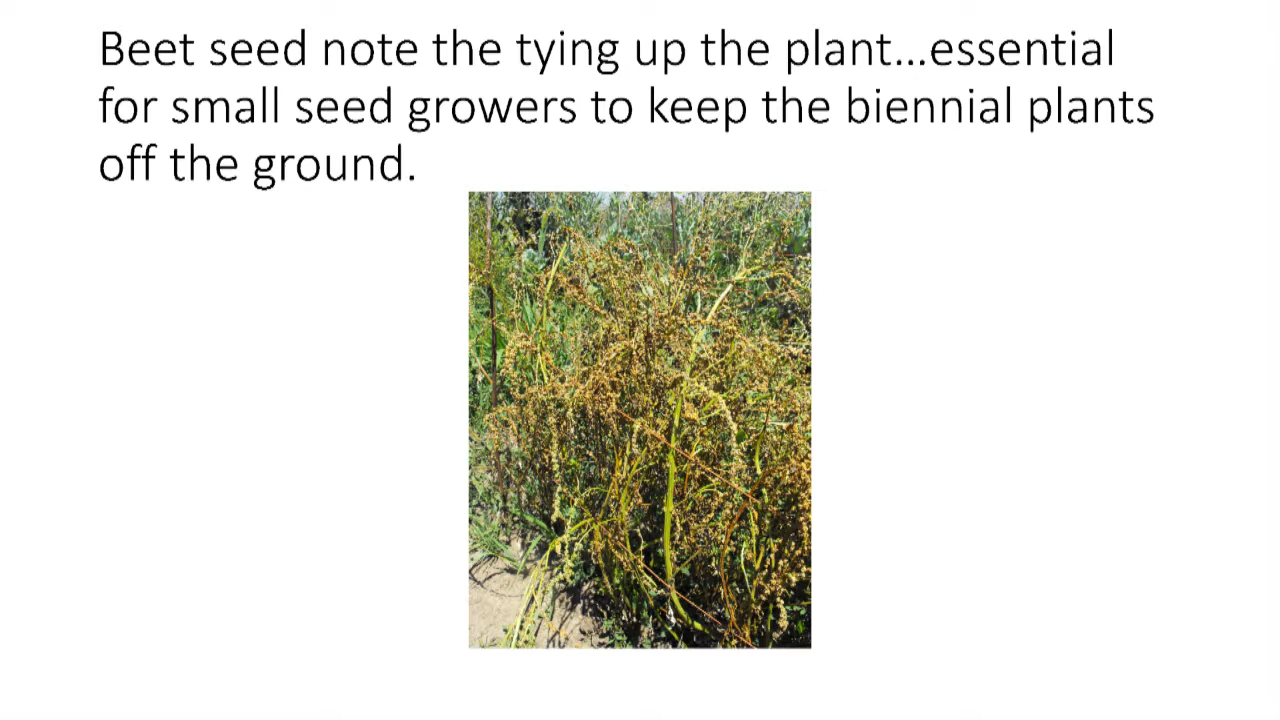 Beet seed note the tying up the plant…essential
for small seed growers to keep the biennial plants
off the ground.